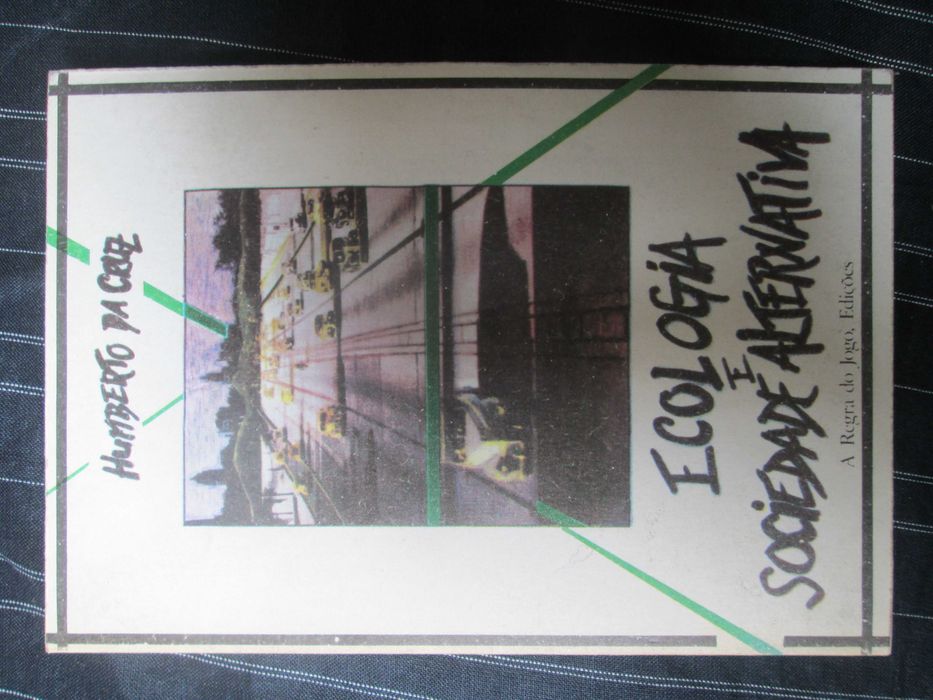 HUMBERTO DA CRUZ
ECOLOGIA
E
SOCIEDADE ALTERNATIVA
A Regra do Jogo, Edições